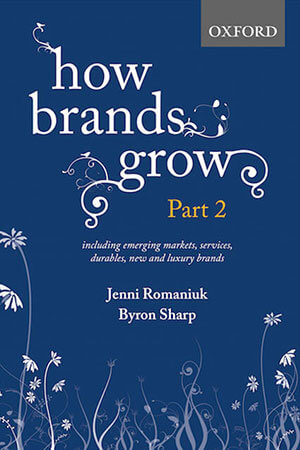 OXFORD
how
brands
grow
Part 2
including emerging markets, services,
durables, new and luxury brands
Jenni Romaniuk
Byron Sharp